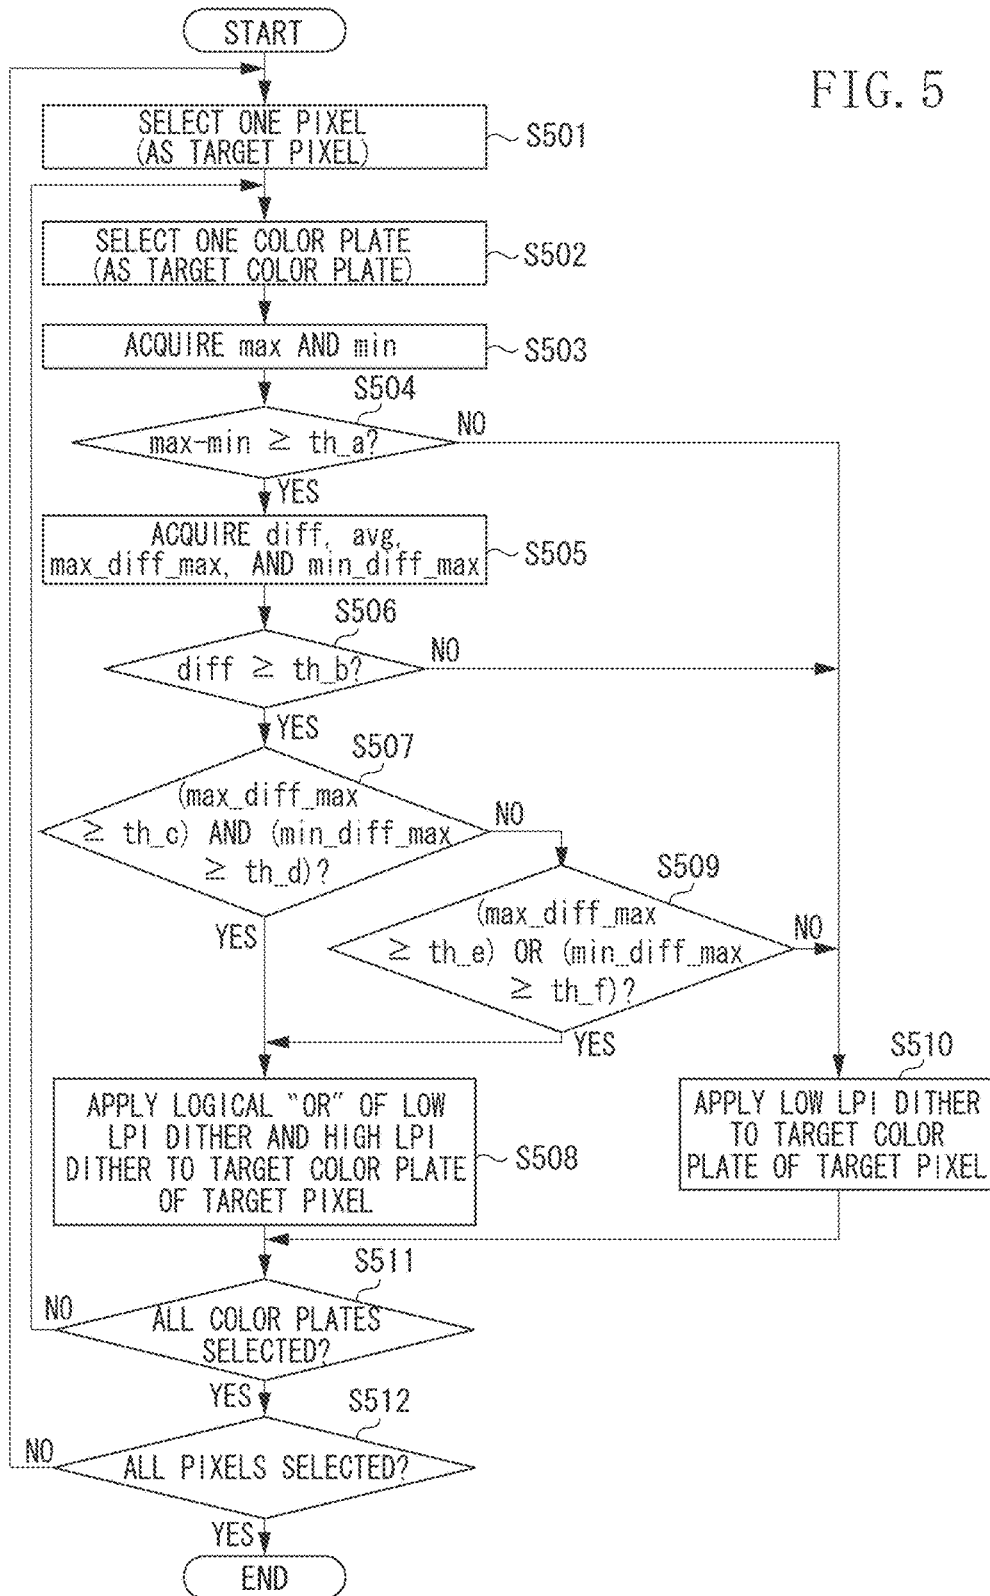 START
FIG. 5
SELECT ONE PIXEL
(AS TARGET PIXEL)
S501
SELECT ONE COLOR PLATE
(AS TARGET COLOR PLATE)
S502
ACQUIRE max AND min
S503
S504
max-min ≥ th_a?
NO
YES
ACQUIRE diff, avg,
max_diff_max, AND min_diff_max
S505
S506
diff ≥ th_b?
NO
YES
S507
(max_diff_max
≥ th_c) AND (min_diff_max
≥ th_d)?
NO
YES
S509
(max_diff_max
≥ th_e) OR (min_diff_max
≥ th_f)?
NO
YES
APPLY LOGICAL "OR" OF LOW
LPI DITHER AND HIGH LPI
DITHER TO TARGET COLOR PLATE
OF TARGET PIXEL
S508
S510
APPLY LOW LPI DITHER
TO TARGET COLOR
PLATE OF TARGET PIXEL
S511
ALL COLOR PLATES
SELECTED?
NO
YES
S512
ALL PIXELS SELECTED?
NO
YES
END